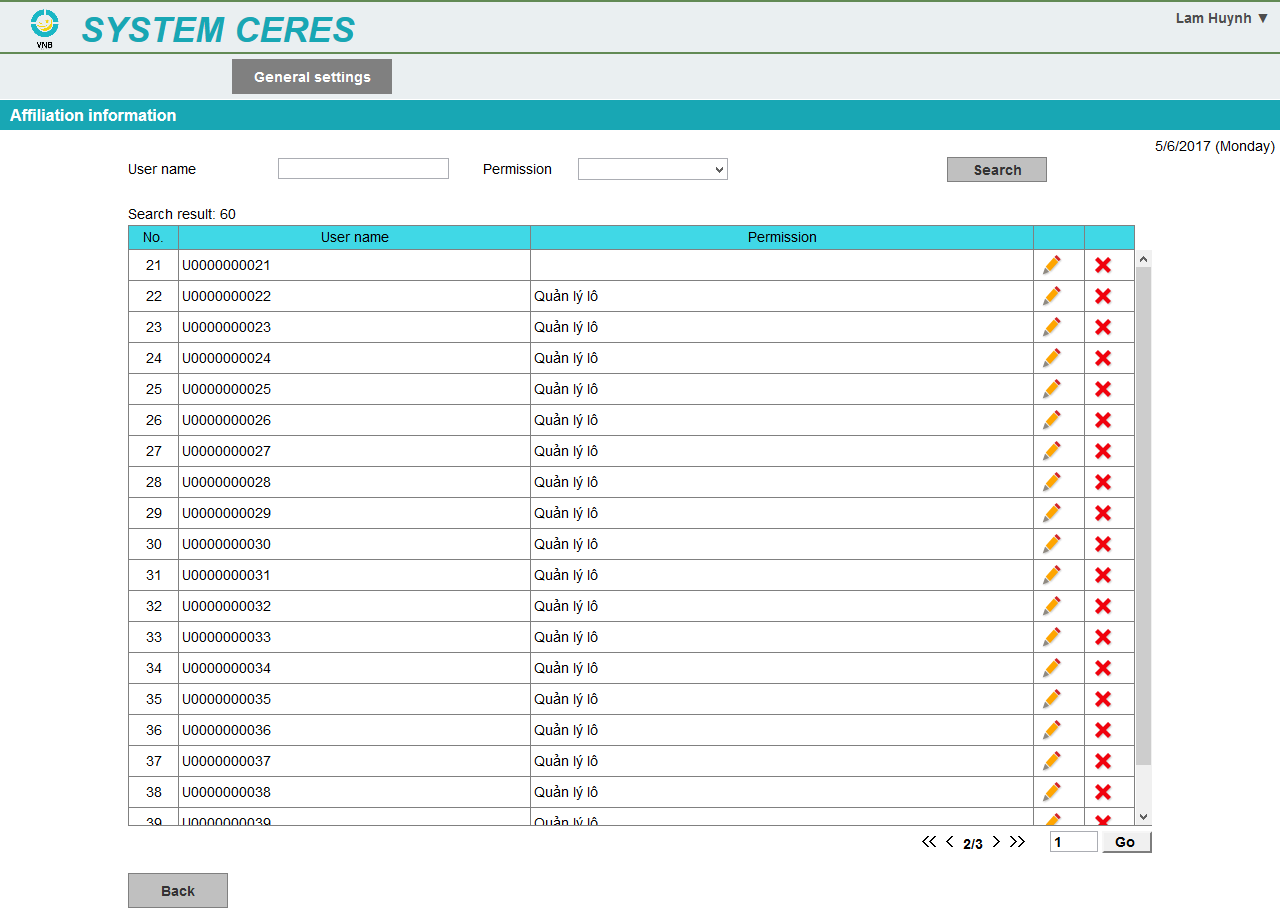 VNB
SYSTEM CERES
Lam Huynh ▼
General settings
Affiliation information
5/6/2017 (Monday)
User name Permission Search
Search result: 60
No. User name Permission
21 U0000000021
22 U0000000022 Quản lý lô
23 U0000000023 Quản lý lô
24 U0000000024 Quản lý lô
25 U0000000025 Quản lý lô
26 U0000000026 Quản lý lô
27 U0000000027 Quản lý lô
28 U0000000028 Quản lý lô
29 U0000000029 Quản lý lô
30 U0000000030 Quản lý lô
31 U0000000031 Quản lý lô
32 U0000000032 Quản lý lô
33 U0000000033 Quản lý lô
34 U0000000034 Quản lý lô
35 U0000000035 Quản lý lô
36 U0000000036 Quản lý lô
37 U0000000037 Quản lý lô
38 U0000000038 Quản lý lô
39 U0000000039 Quản lý lô
<< < 2/3 > >> 1 Go
Back